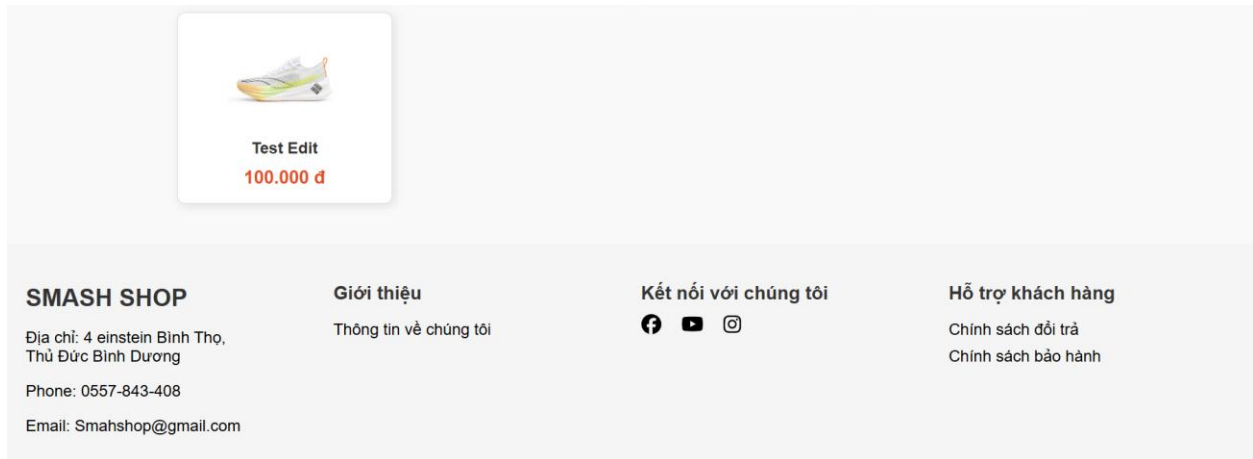 Test Edit
100.000 đ
SMASH SHOP
Địa chỉ: 4 einstein Bình Thọ,
Thủ Đức Bình Dương
Phone: 0557-843-408
Email: Smahshop@gmail.com
Giới thiệu
Thông tin về chúng tôi
Kết nối với chúng tôi
Hỗ trợ khách hàng
Chính sách đổi trả
Chính sách bảo hành